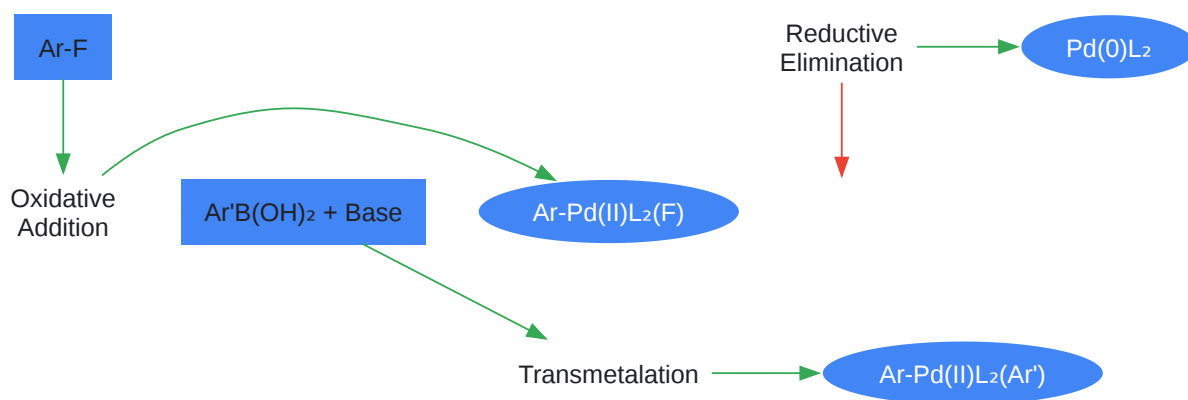 Ar-F
Reductive
Elimination
Pd(0)L₂
Oxidative
Addition
Ar'B(OH)₂ + Base
Ar-Pd(II)L₂(F)
Transmetalation
Ar-Pd(II)L₂(Ar')